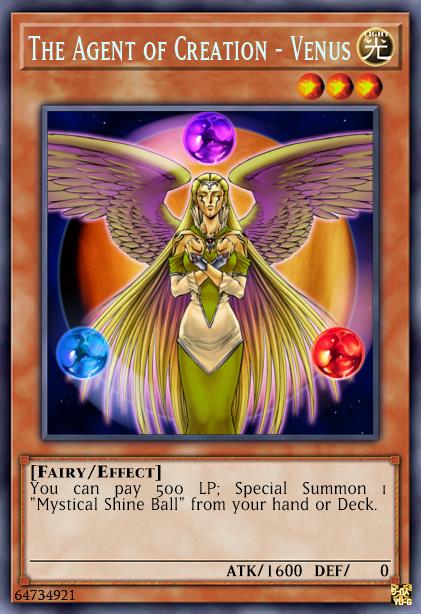 The Agent of Creation - Venus
LIGHT
光
[Fairy/Effect]
You can pay 500 LP; Special Summon 1
"Mystical Shine Ball" from your hand or Deck.
ATK/1600 DEF/ 0
64734921